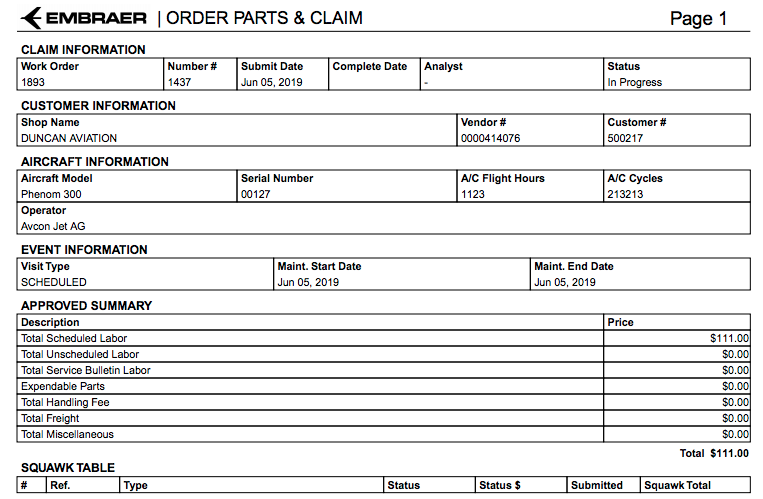 EMBRAER | ORDER PARTS & CLAIM Page 1
CLAIM INFORMATION
Work Order Number # Submit Date Complete Date Analyst Status
1893 1437 Jun 05, 2019 - In Progress
CUSTOMER INFORMATION
Shop Name Vendor # Customer #
DUNCAN AVIATION 0000414076 500217
AIRCRAFT INFORMATION
Aircraft Model Serial Number A/C Flight Hours A/C Cycles
Phenom 300 00127 1123 213213
Operator
Avcon Jet AG
EVENT INFORMATION
Visit Type Maint. Start Date Maint. End Date
SCHEDULED Jun 05, 2019 Jun 05, 2019
APPROVED SUMMARY
Description Price
Total Scheduled Labor $111.00
Total Unscheduled Labor $0.00
Total Service Bulletin Labor $0.00
Expendable Parts $0.00
Total Handling Fee $0.00
Total Freight $0.00
Total Miscellaneous $0.00
Total $111.00
SQUAWK TABLE
# Ref. Type Status Status $ Submitted Squawk Total